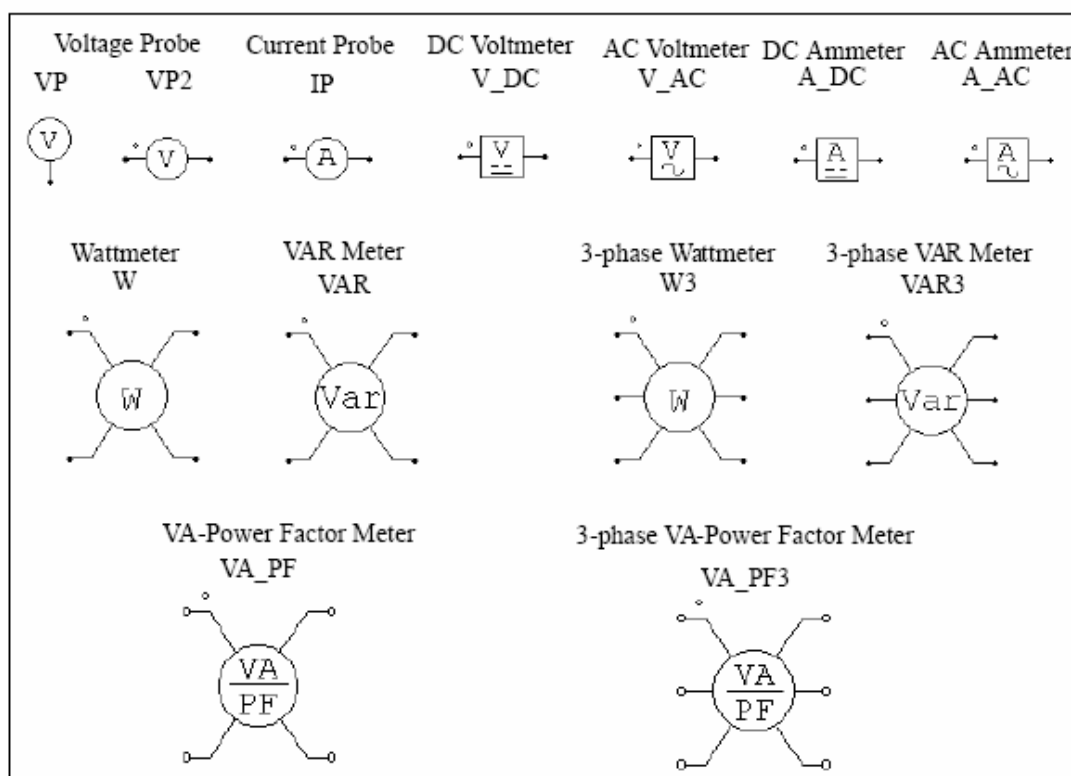 Voltage Probe Current Probe DC Voltmeter AC Voltmeter DC Ammeter AC Ammeter
VP VP2 IP V_DC V_AC A_DC A_AC
V V A V V A A
Wattmeter VAR Meter 3-phase Wattmeter 3-phase VAR Meter
W VAR W3 VAR3
W Var W Var
VA-Power Factor Meter 3-phase VA-Power Factor Meter
VA_PF VA_PF3
VA VA
PF PF